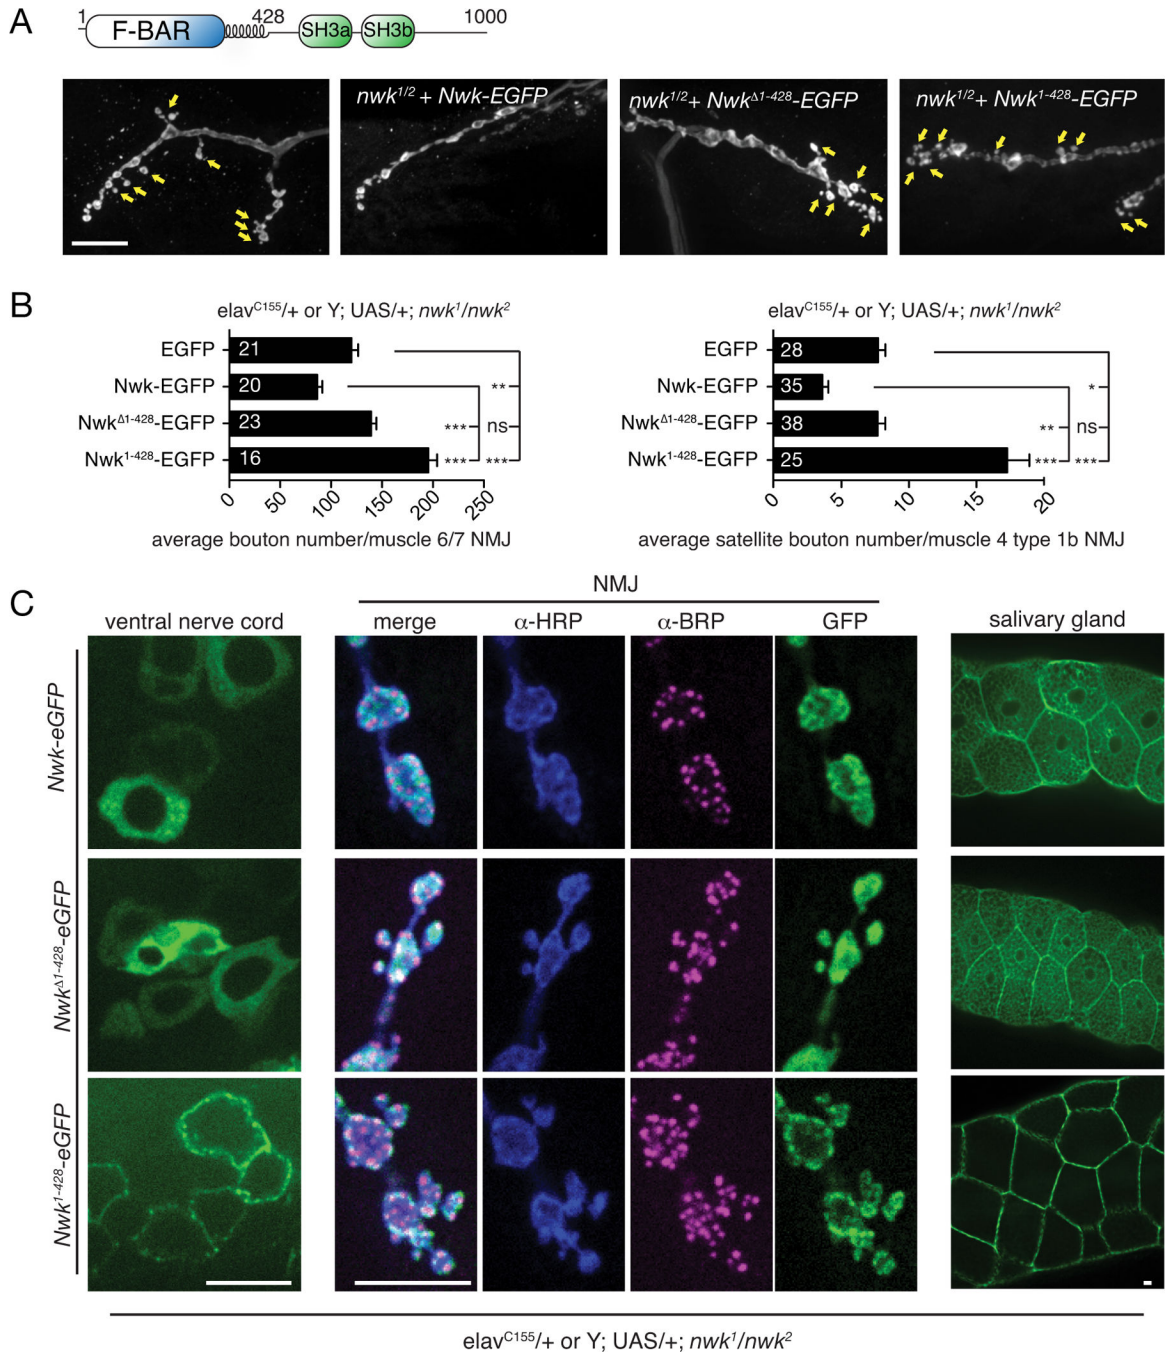 A
1
F-BAR
428
SH3a
SH3b
1000
nwk1/2 + Nwk-EGFP
nwk1/2+ NwkΔ1-428-EGFP
nwk1/2+ Nwk1-428-EGFP
B
elavC155/+ or Y; UAS/+; nwk1/nwk2
EGFP
21
Nwk-EGFP
20
**
NwkΔ1-428-EGFP
23
***
ns
Nwk1-428-EGFP
16
***
***
0
50
100
150
200
250
average bouton number/muscle 6/7 NMJ
elavC155/+ or Y; UAS/+; nwk1/nwk2
EGFP
28
Nwk-EGFP
35
*
NwkΔ1-428-EGFP
38
**
ns
Nwk1-428-EGFP
25
***
***
0
5
10
15
20
average satellite bouton number/muscle 4 type 1b NMJ
C
NMJ
ventral nerve cord
merge
α-HRP
α-BRP
GFP
salivary gland
Nwk-eGFP
NwkΔ1-428-eGFP
Nwk1-428-eGFP
elavC155/+ or Y; UAS/+; nwk1/nwk2